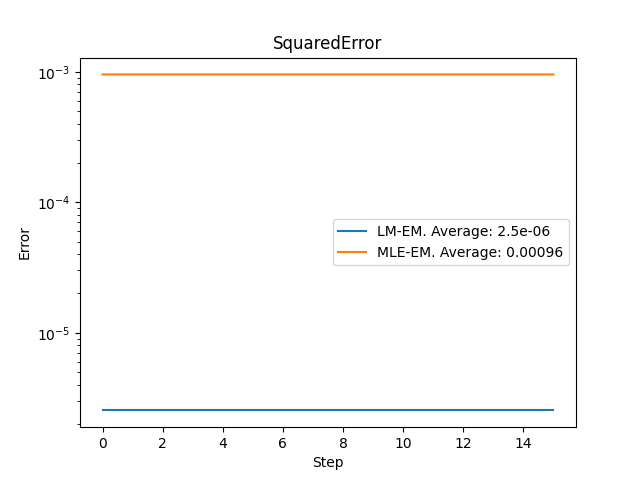 SquaredError
10⁻³
10⁻⁴
10⁻⁵
Error
LM-EM. Average: 2.5e-06
MLE-EM. Average: 0.00096
0 2 4 6 8 10 12 14
Step